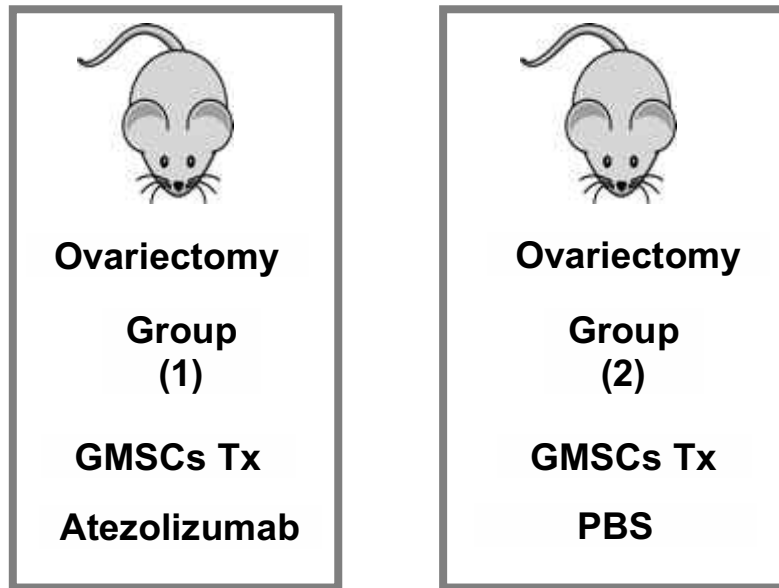 Ovariectomy
Group
(1)
GMSCs Tx
Atezolizumab
Ovariectomy
Group
(2)
GMSCs Tx
PBS